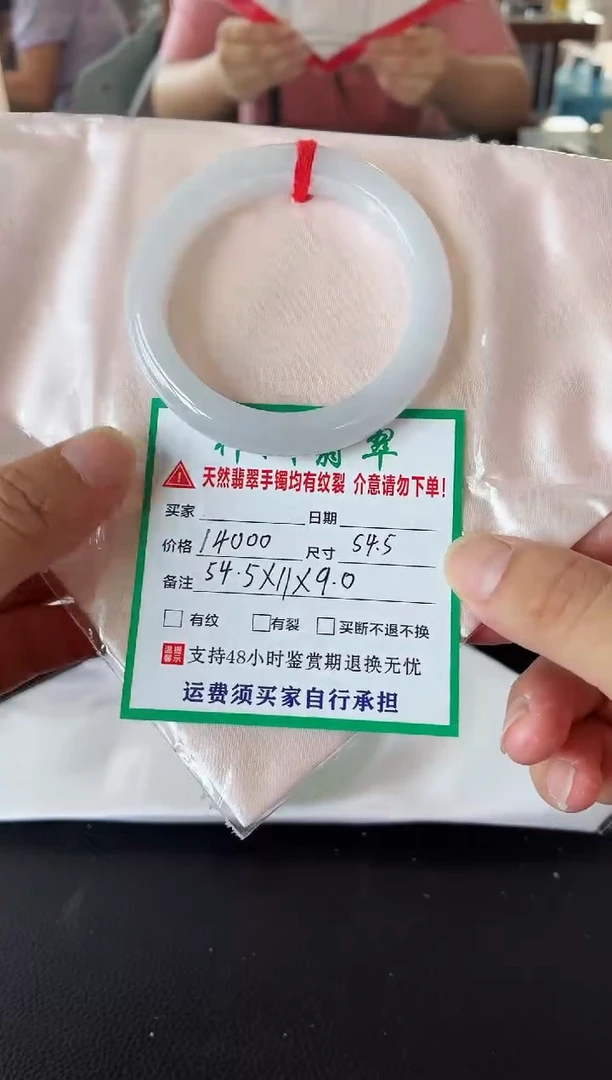 翡翠
天然翡翠手镯均有纹裂 介意请勿下单!
买家 日期
价格 14000 尺寸 54.5
备注 54.5X11X9.0
有纹 有裂 买断不退不换
温馨提示 支持48小时鉴赏期退换无忧
运费须买家自行承担